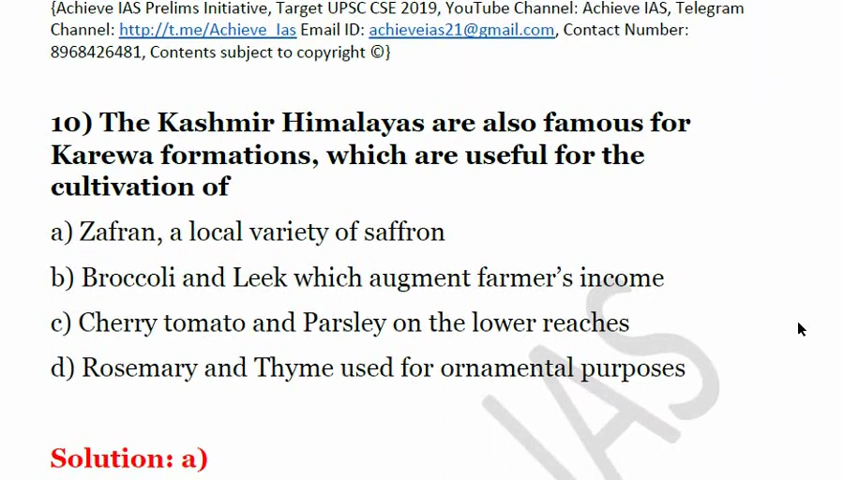 {Achieve IAS Prelims Initiative, Target UPSC CSE 2019, YouTube Channel: Achieve IAS, Telegram
Channel: http://t.me/Achieve_Ias Email ID: achieveias21@gmail.com, Contact Number:
8968426481, Contents subject to copyright ©}
10) The Kashmir Himalayas are also famous for
Karewa formations, which are useful for the
cultivation of
a) Zafran, a local variety of saffron
b) Broccoli and Leek which augment farmer’s income
c) Cherry tomato and Parsley on the lower reaches
d) Rosemary and Thyme used for ornamental purposes
IAS
Solution: a)